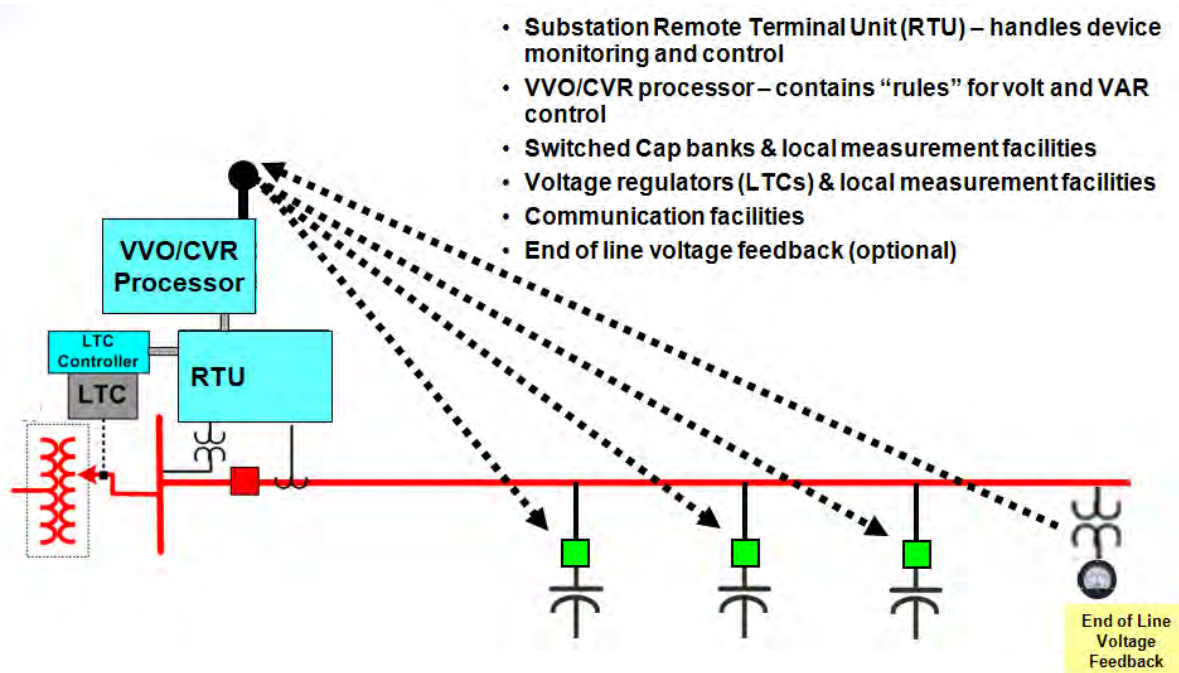 • Substation Remote Terminal Unit (RTU) – handles device
monitoring and control
• VVO/CVR processor – contains “rules” for volt and VAR
control
• Switched Cap banks & local measurement facilities
• Voltage regulators (LTCs) & local measurement facilities
• Communication facilities
• End of line voltage feedback (optional)
VVO/CVR
Processor
LTC
Controller
LTC
RTU
End of Line
Voltage
Feedback